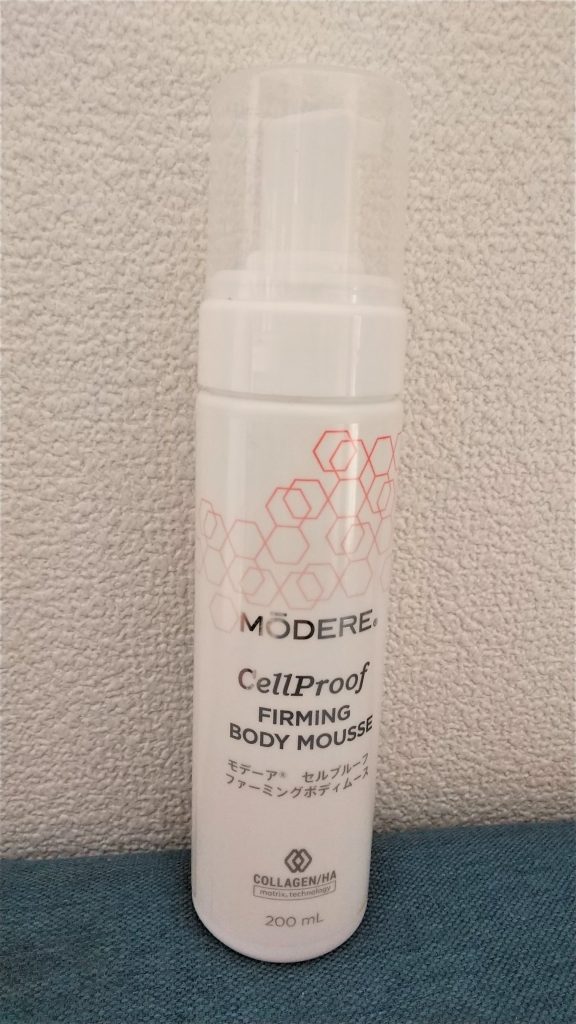 MŌDERE®
CellProof
FIRMING
BODY MOUSSE
モデーア® セルプルーフ
ファーミングボディムース
COLLAGEN/HA
matrix technology
200 mL